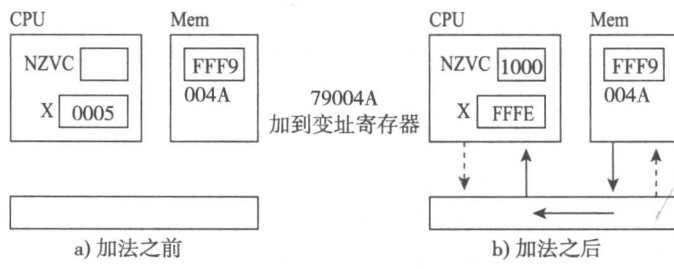 CPU Mem
NZVC
FFF9
004A
X 0005
a) 加法之前
79004A
加到变址寄存器
CPU Mem
NZVC 1000
FFF9
004A
X FFFE
b) 加法之后